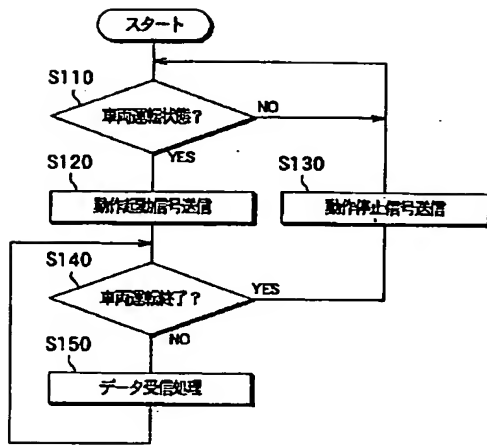 スタート
S110
車両運転状態?
NO
YES
S120
動作起動信号送信
S130
動作停止信号送信
S140
車両運転終了?
YES
NO
S150
データ受信処理